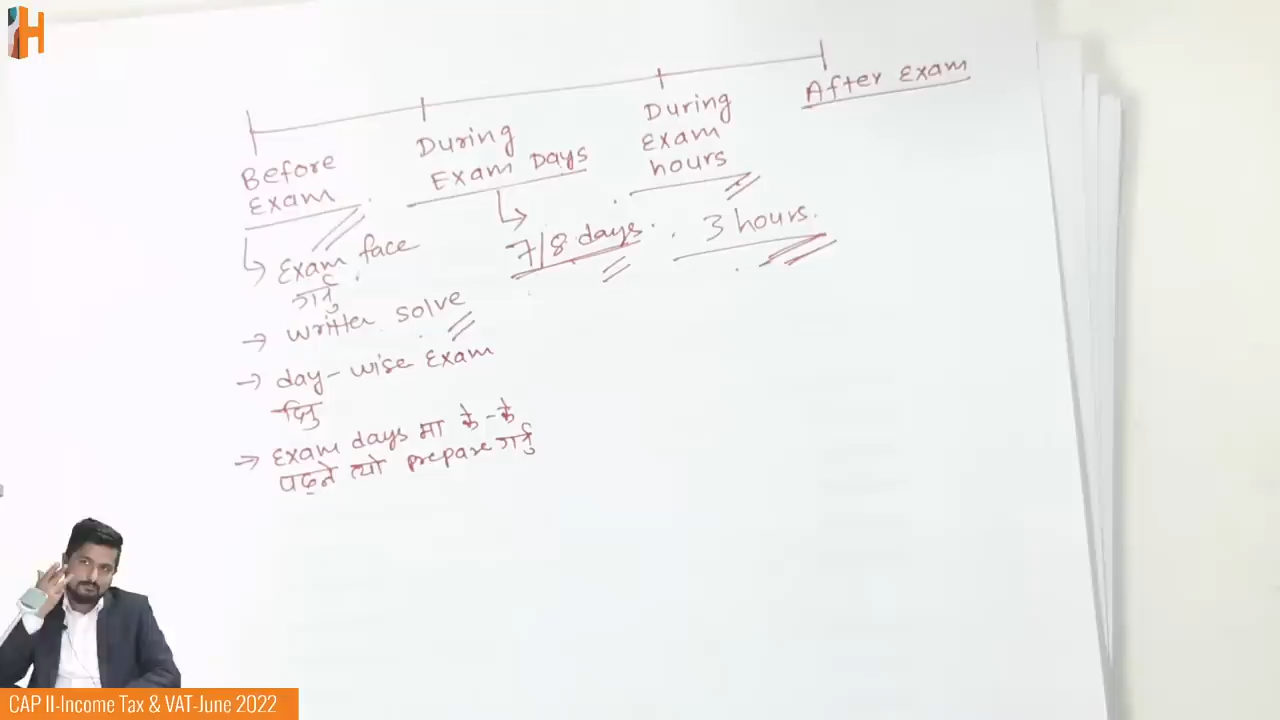 H
Before
Exam
During
Exam Days
During
Exam
hours
After Exam
7/8 days.
3 hours.
→ Exam face
गर्नु
→ written solve
→ day-wise Exam
दिनु
→ Exam days मा के-के
पढ्ने त्यो prepare गर्नु
CAP II-Income Tax & VAT-June 2022